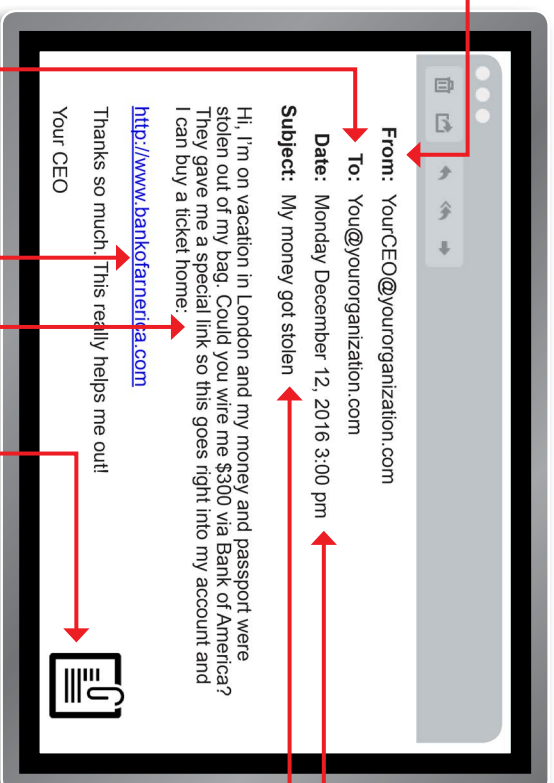 From: YourCEO@yourorganization.com
To: You@yourorganization.com
Date: Monday December 12, 2016 3:00 pm
Subject: My money got stolen
Hi, I'm on vacation in London and my money and passport were
stolen out of my bag. Could you wire me $300 via Bank of America?
They gave me a special link so this goes right into my account and
I can buy a ticket home:
http://www.bankofarnerica.com
Thanks so much. This really helps me out!
Your CEO